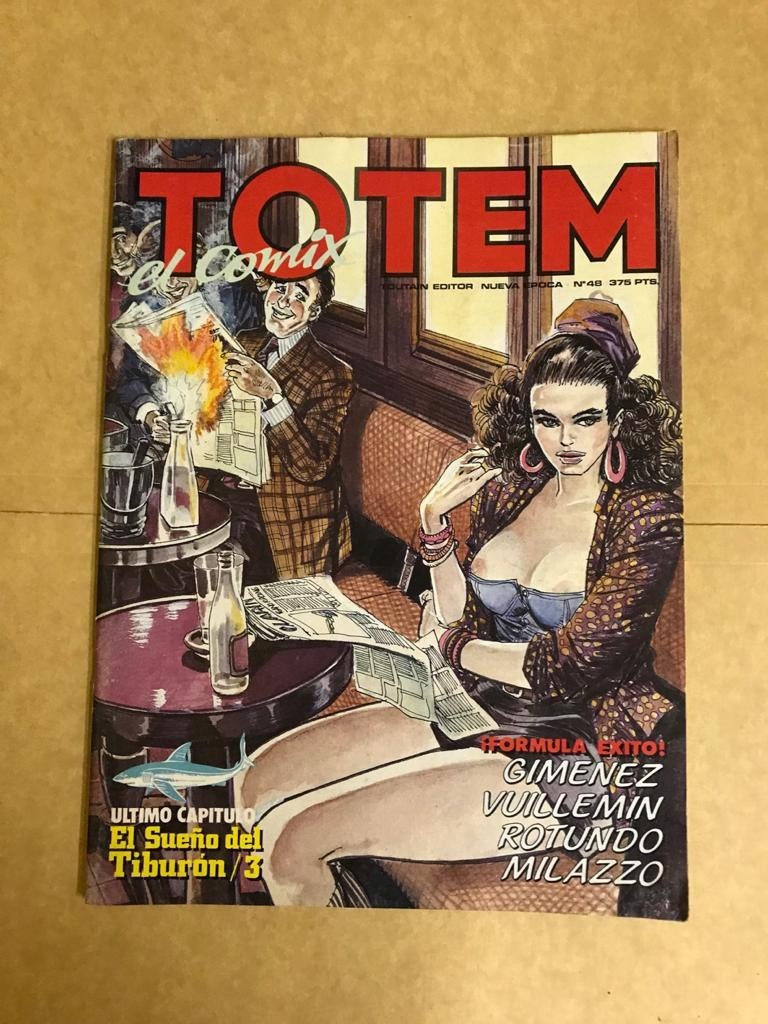 TOTEM
el comix
TOUTAIN EDITOR NUEVA EPOCA Nº48 375 PTS.
CLARIN
¡FORMULA EXITO!
GIMENEZ
VUILLEMIN
ROTUNDO
MILAZZO
ULTIMO CAPITULO
El Sueño del
Tiburón/3